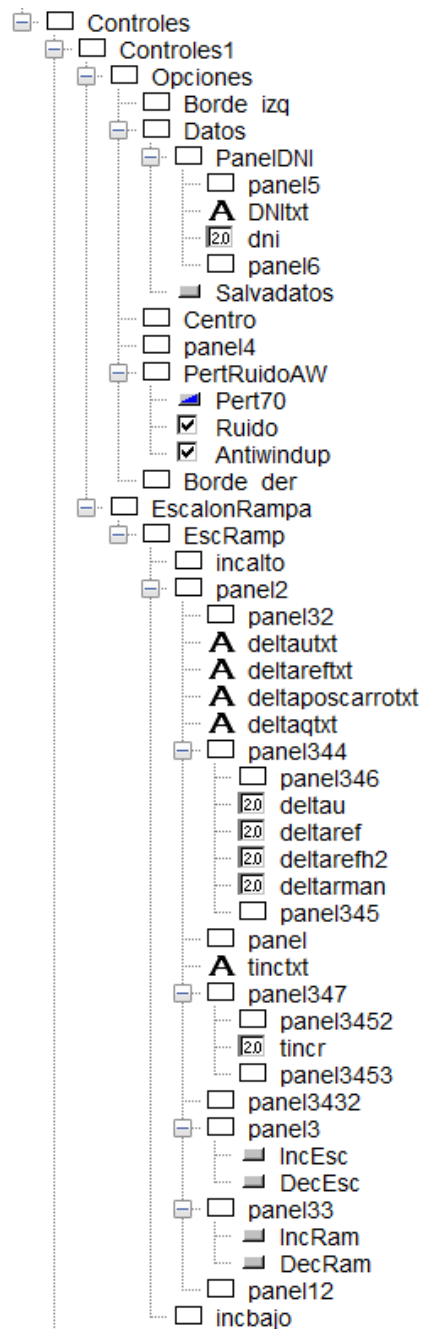 Controles
Controles1
Opciones
Borde izq
Datos
PanelDNI
panel5
A DNItxt
2.0 dni
panel6
Salvadatos
Centro
panel4
PertRuidoAW
Pert70
Ruido
Antiwindup
Borde der
EscalonRampa
EscRamp
incalto
panel2
panel32
A deltautxt
A deltareftxt
A deltaposcarrotxt
A deltaqtxt
panel344
panel346
2.0 deltau
2.0 deltaref
2.0 deltarefh2
2.0 deltarman
panel345
panel
A tinctxt
panel347
panel3452
2.0 tincr
panel3453
panel3432
panel3
IncEsc
DecEsc
panel33
IncRam
DecRam
panel12
incbajo